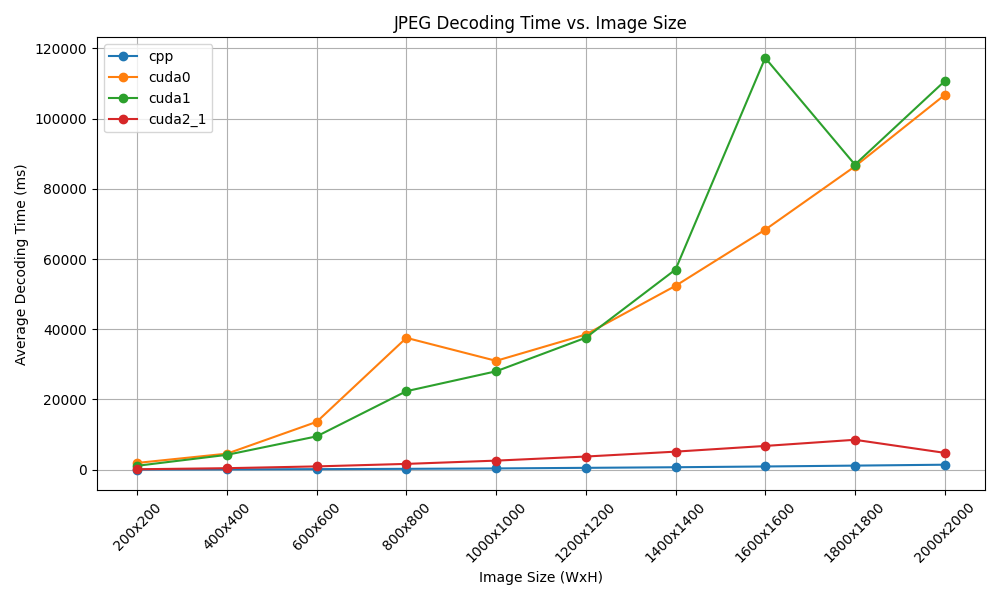 JPEG Decoding Time vs. Image Size
cpp
cuda0
cuda1
cuda2_1
Average Decoding Time (ms)
120000
100000
80000
60000
40000
20000
0
200x200
400x400
600x600
800x800
1000x1000
1200x1200
1400x1400
1600x1600
1800x1800
2000x2000
Image Size (WxH)